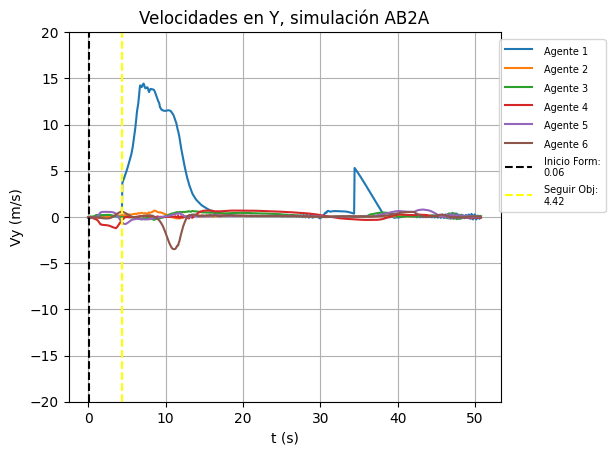 Velocidades en Y, simulación AB2A
Vy (m/s)
20
15
10
5
0
−5
−10
−15
−20
0
10
20
30
40
50
t (s)
Agente 1
Agente 2
Agente 3
Agente 4
Agente 5
Agente 6
Inicio Form:
0.06
Seguir Obj:
4.42